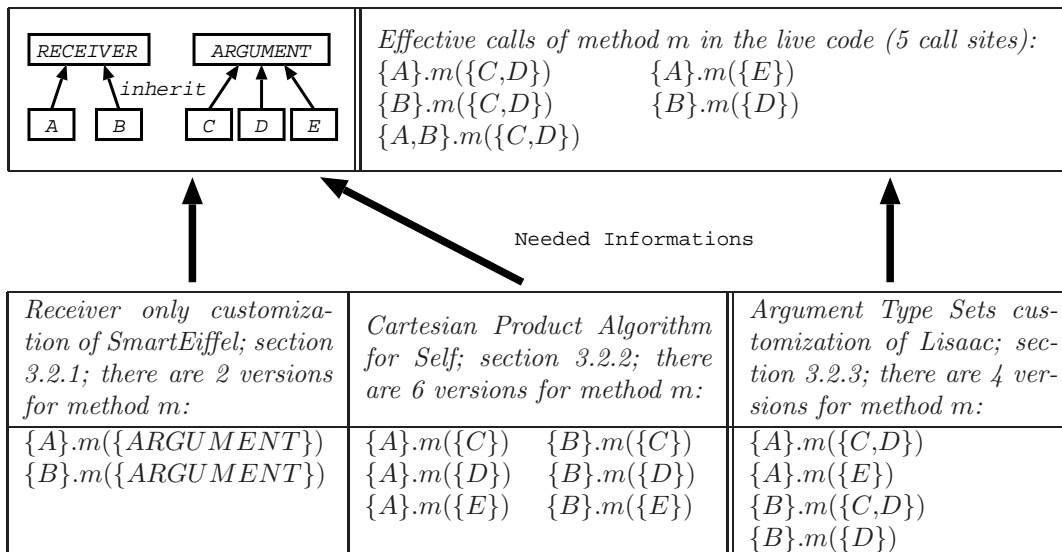 RECEIVER
ARGUMENT
inherit
A
B
C
D
E
Effective calls of method m in the live code (5 call sites):
{A}.m({C,D}) {A}.m({E})
{B}.m({C,D}) {B}.m({D})
{A,B}.m({C,D})
Needed Informations
Receiver only customiza-
tion of SmartEiffel; section
3.2.1; there are 2 versions
for method m:
{A}.m({ARGUMENT})
{B}.m({ARGUMENT})
Cartesian Product Algorithm
for Self; section 3.2.2; there
are 6 versions for method m:
{A}.m({C}) {B}.m({C})
{A}.m({D}) {B}.m({D})
{A}.m({E}) {B}.m({E})
Argument Type Sets cus-
tomization of Lisaac; sec-
tion 3.2.3; there are 4 ver-
sions for method m:
{A}.m({C,D})
{A}.m({E})
{B}.m({C,D})
{B}.m({D})